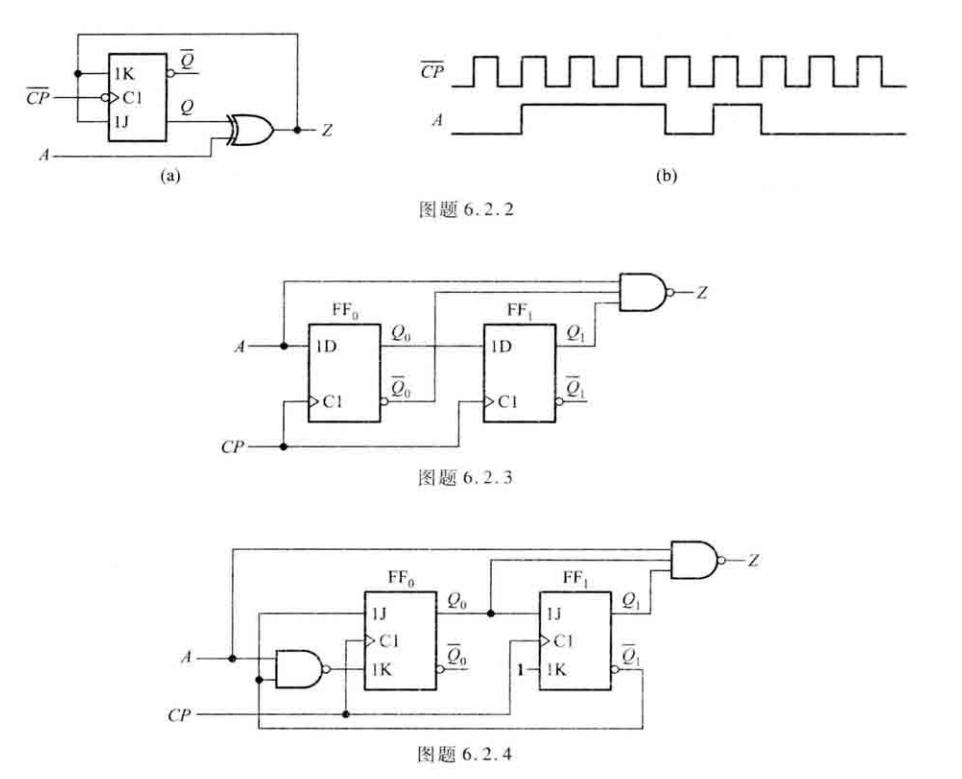 1K
Q̅
C̅P̅
C1
Q
1J
Z
A
(a)
C̅P̅
A
(b)
图题 6.2.2
A
FF₀
1D
Q₀
Q̅₀
C1
FF₁
1D
Q₁
Q̅₁
C1
Z
CP
图题 6.2.3
A
FF₀
1J
Q₀
C1
1K
Q̅₀
FF₁
1J
Q₁
C1
1
1K
Q̅₁
Z
CP
图题 6.2.4